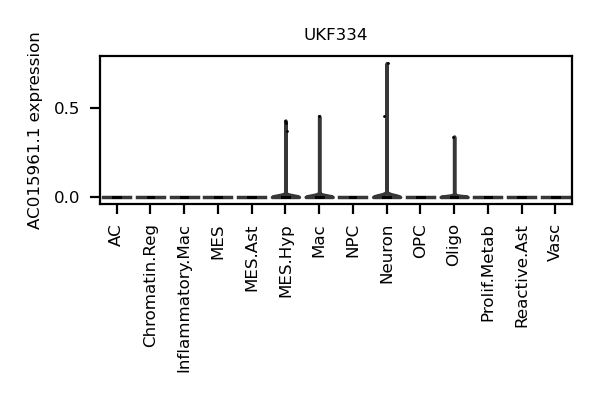 UKF334
AC015961.1 expression
0.5
0.0
AC
Chromatin.Reg
Inflammatory.Mac
MES
MES.Ast
MES.Hyp
Mac
NPC
Neuron
OPC
Oligo
Prolif.Metab
Reactive.Ast
Vasc